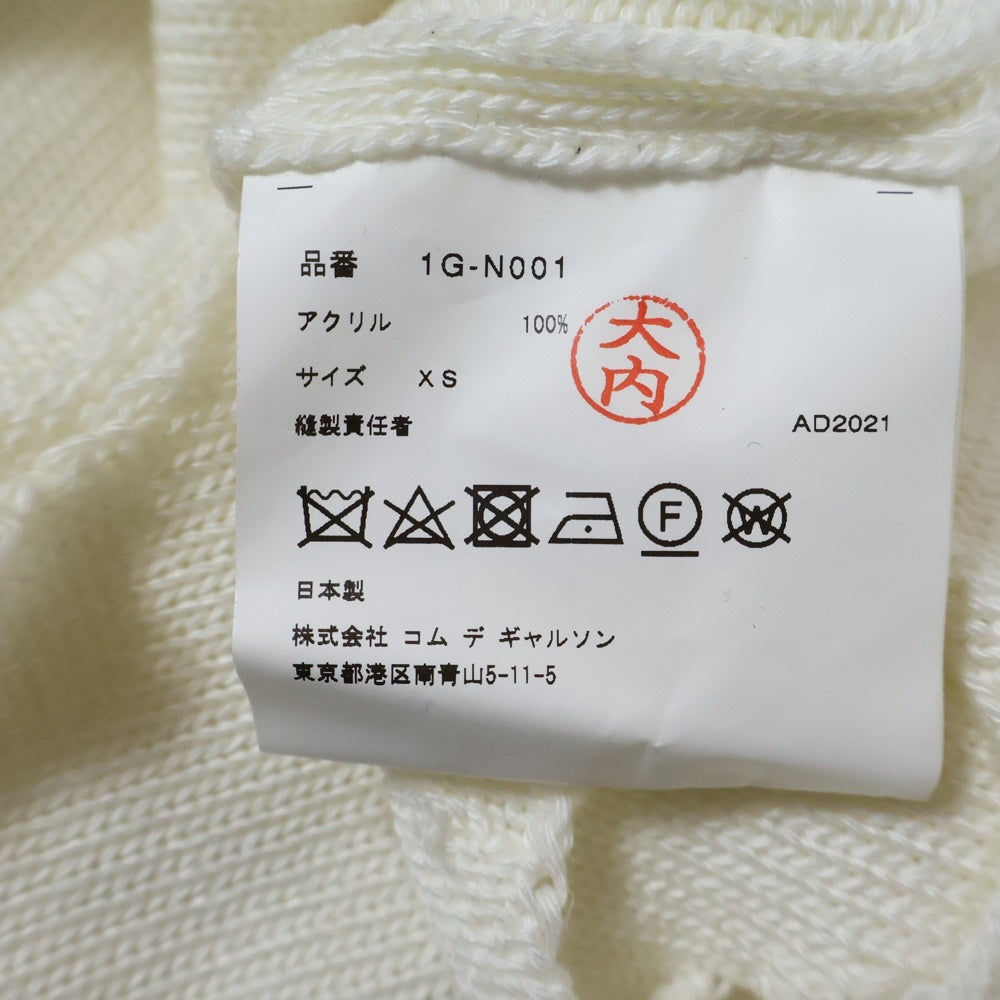 品番 1G-N001
アクリル 100%
大内
サイズ XS
縫製責任者 AD2021
F W
日本製
株式会社 コム デ ギャルソン
東京都港区南青山5-11-5